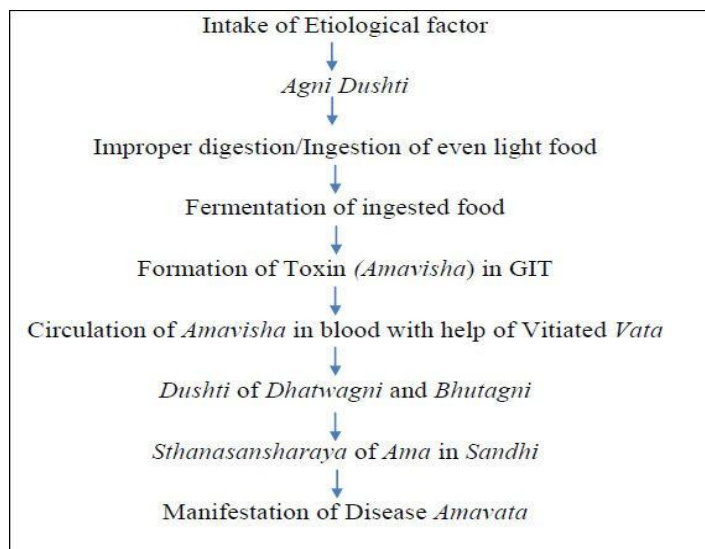 Intake of Etiological factor
Agni Dushti
Improper digestion/Ingestion of even light food
Fermentation of ingested food
Formation of Toxin (Amavisha) in GIT
Circulation of Amavisha in blood with help of Vitiated Vata
Dushti of Dhatwagni and Bhutagni
Sthanasansharaya of Ama in Sandhi
Manifestation of Disease Amavata